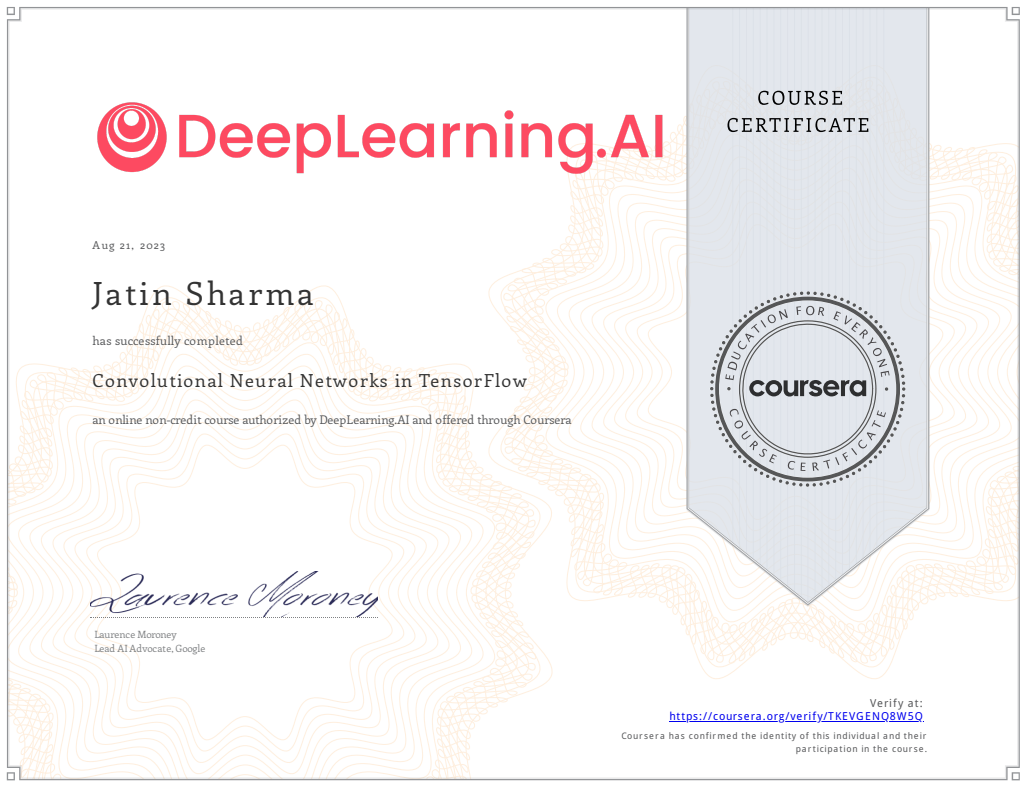 DeepLearning.AI
COURSE
CERTIFICATE
Aug 21, 2023
Jatin Sharma
has successfully completed
Convolutional Neural Networks in TensorFlow
an online non-credit course authorized by DeepLearning.AI and offered through Coursera
EDUCATION FOR EVERYONE
coursera
COURSE CERTIFICATE
Laurence Moroney
Laurence Moroney
Lead AI Advocate, Google
Verify at:
https://coursera.org/verify/TKEVGENQ8W5Q
Coursera has confirmed the identity of this individual and their
participation in the course.